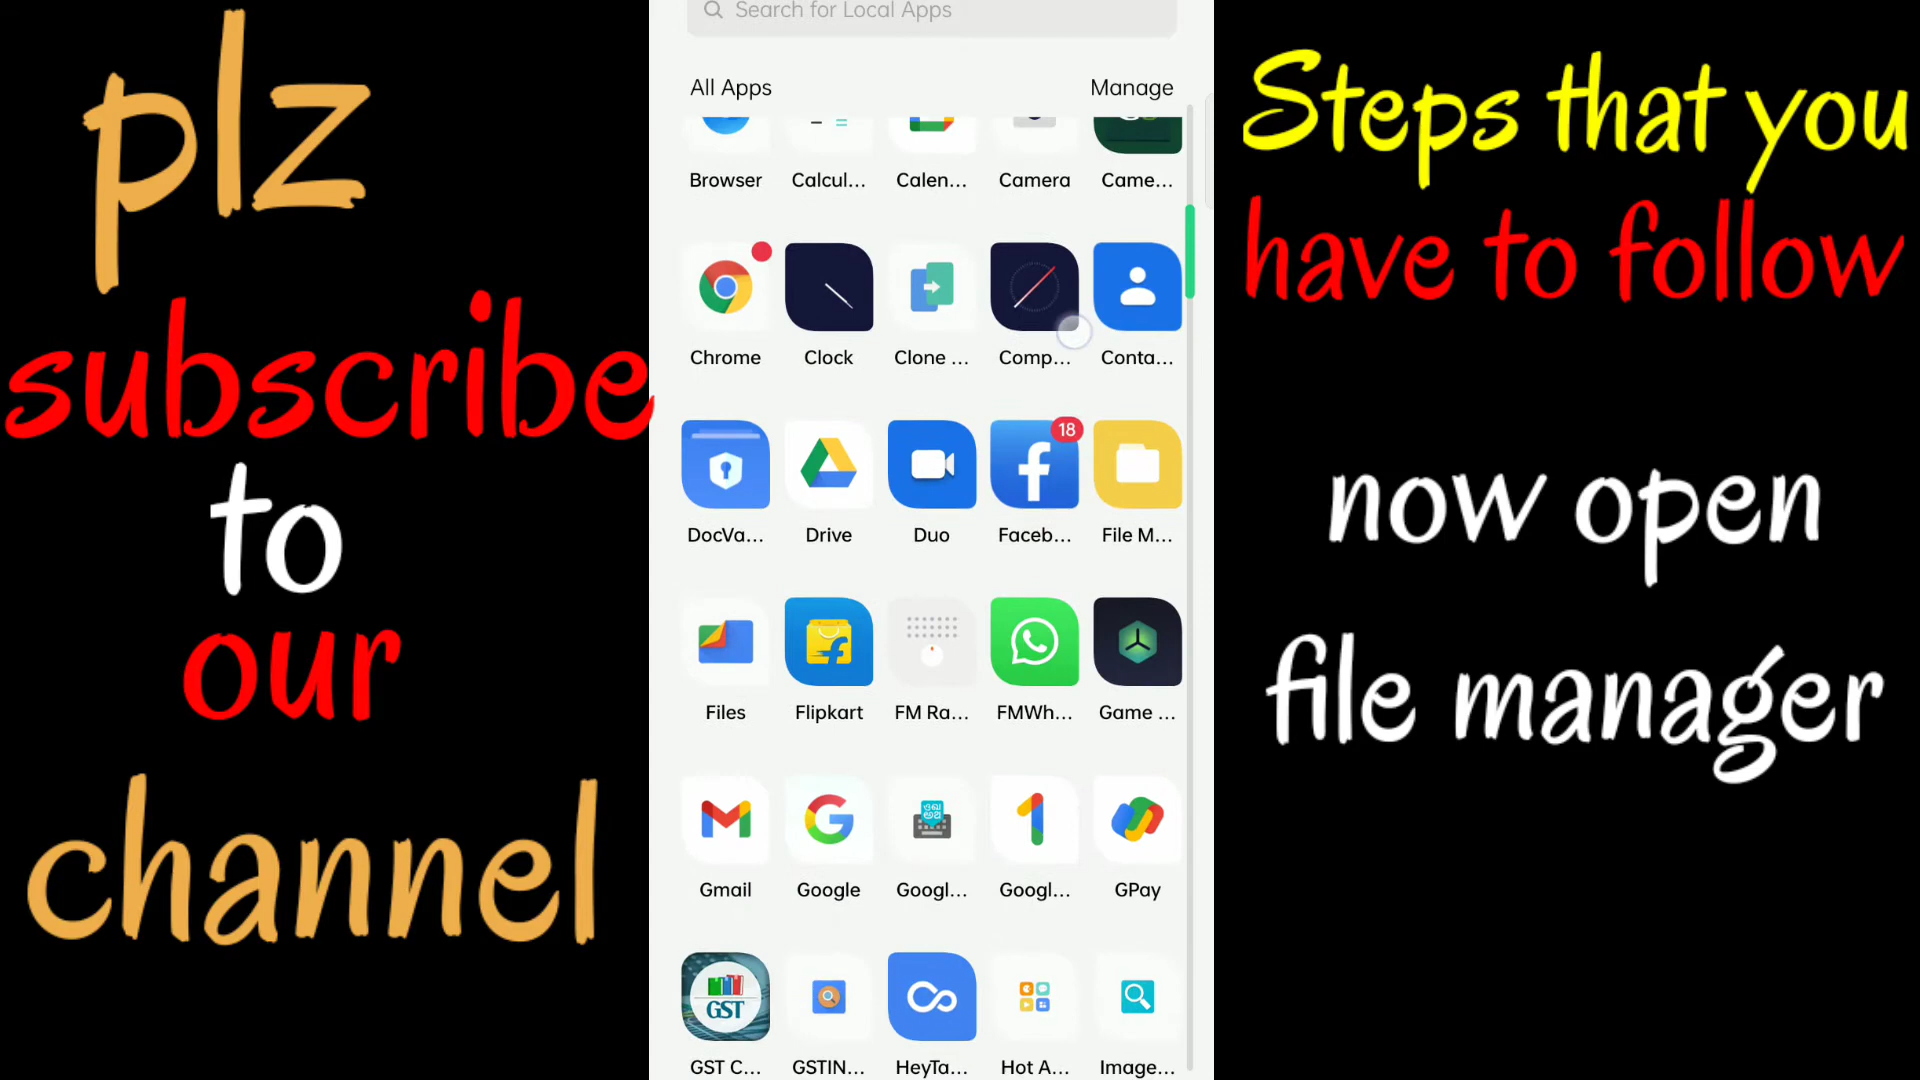 plz
subscribe
to
our
channel
Search for Local Apps
All Apps
Manage
Browser
Calcul...
Calen...
Camera
Came...
Chrome
Clock
Clone ...
Comp...
Conta...
18
DocVa...
Drive
Duo
Faceb...
File M...
Files
Flipkart
FM Ra...
FMWh...
Game ...
Gmail
Google
Googl...
Googl...
GPay
GST
GST C...
GSTIN...
HeyTa...
Hot A...
Image...
Steps that you
have to follow
now open
file manager